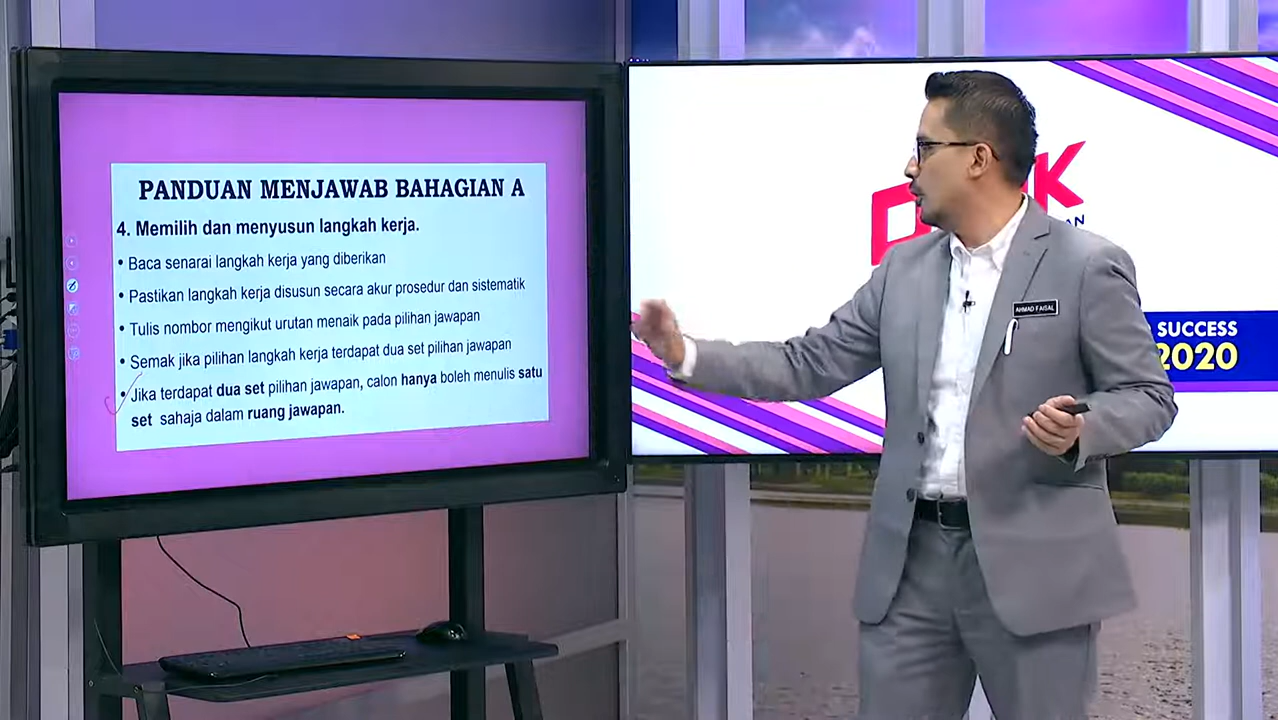 PANDUAN MENJAWAB BAHAGIAN A
4. Memilih dan menyusun langkah kerja.
• Baca senarai langkah kerja yang diberikan
• Pastikan langkah kerja disusun secara akur prosedur dan sistematik
• Tulis nombor mengikut urutan menaik pada pilihan jawapan
• Semak jika pilihan langkah kerja terdapat dua set pilihan jawapan
• Jika terdapat dua set pilihan jawapan, calon hanya boleh menulis satu
set sahaja dalam ruang jawapan.
AHMAD FAISAL
SUCCESS
2020